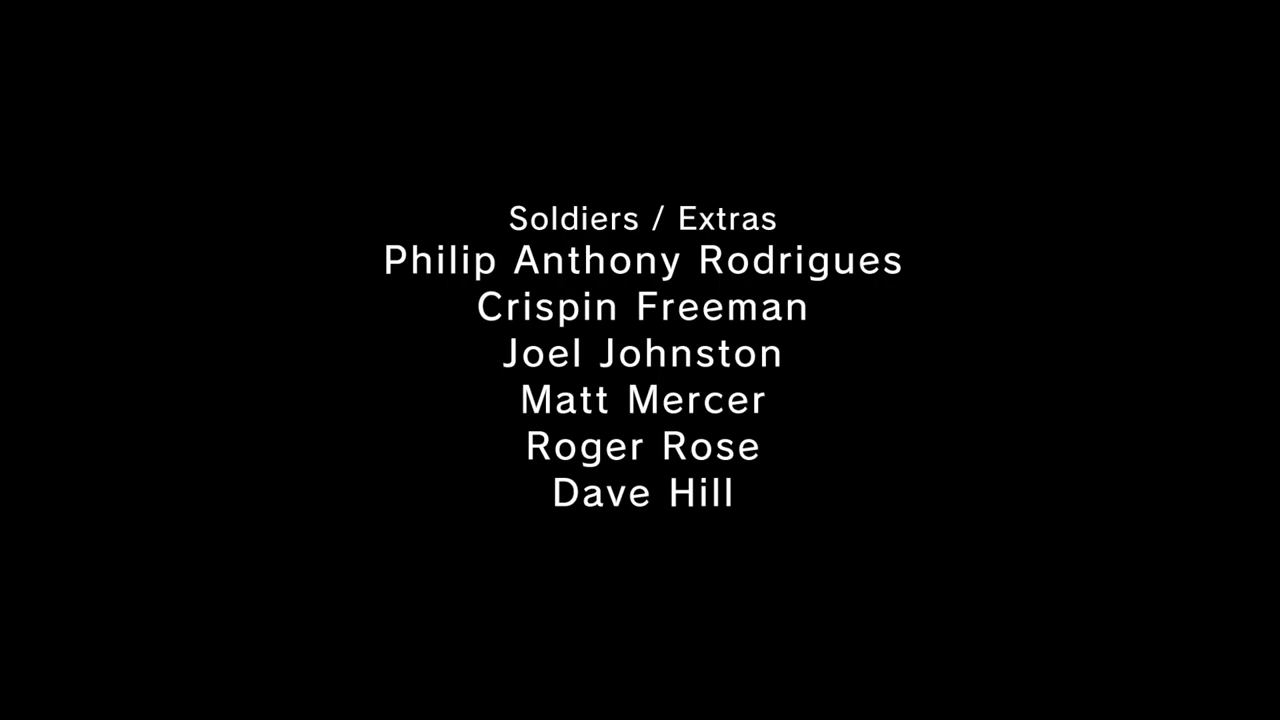 Soldiers / Extras
Philip Anthony Rodrigues
Crispin Freeman
Joel Johnston
Matt Mercer
Roger Rose
Dave Hill